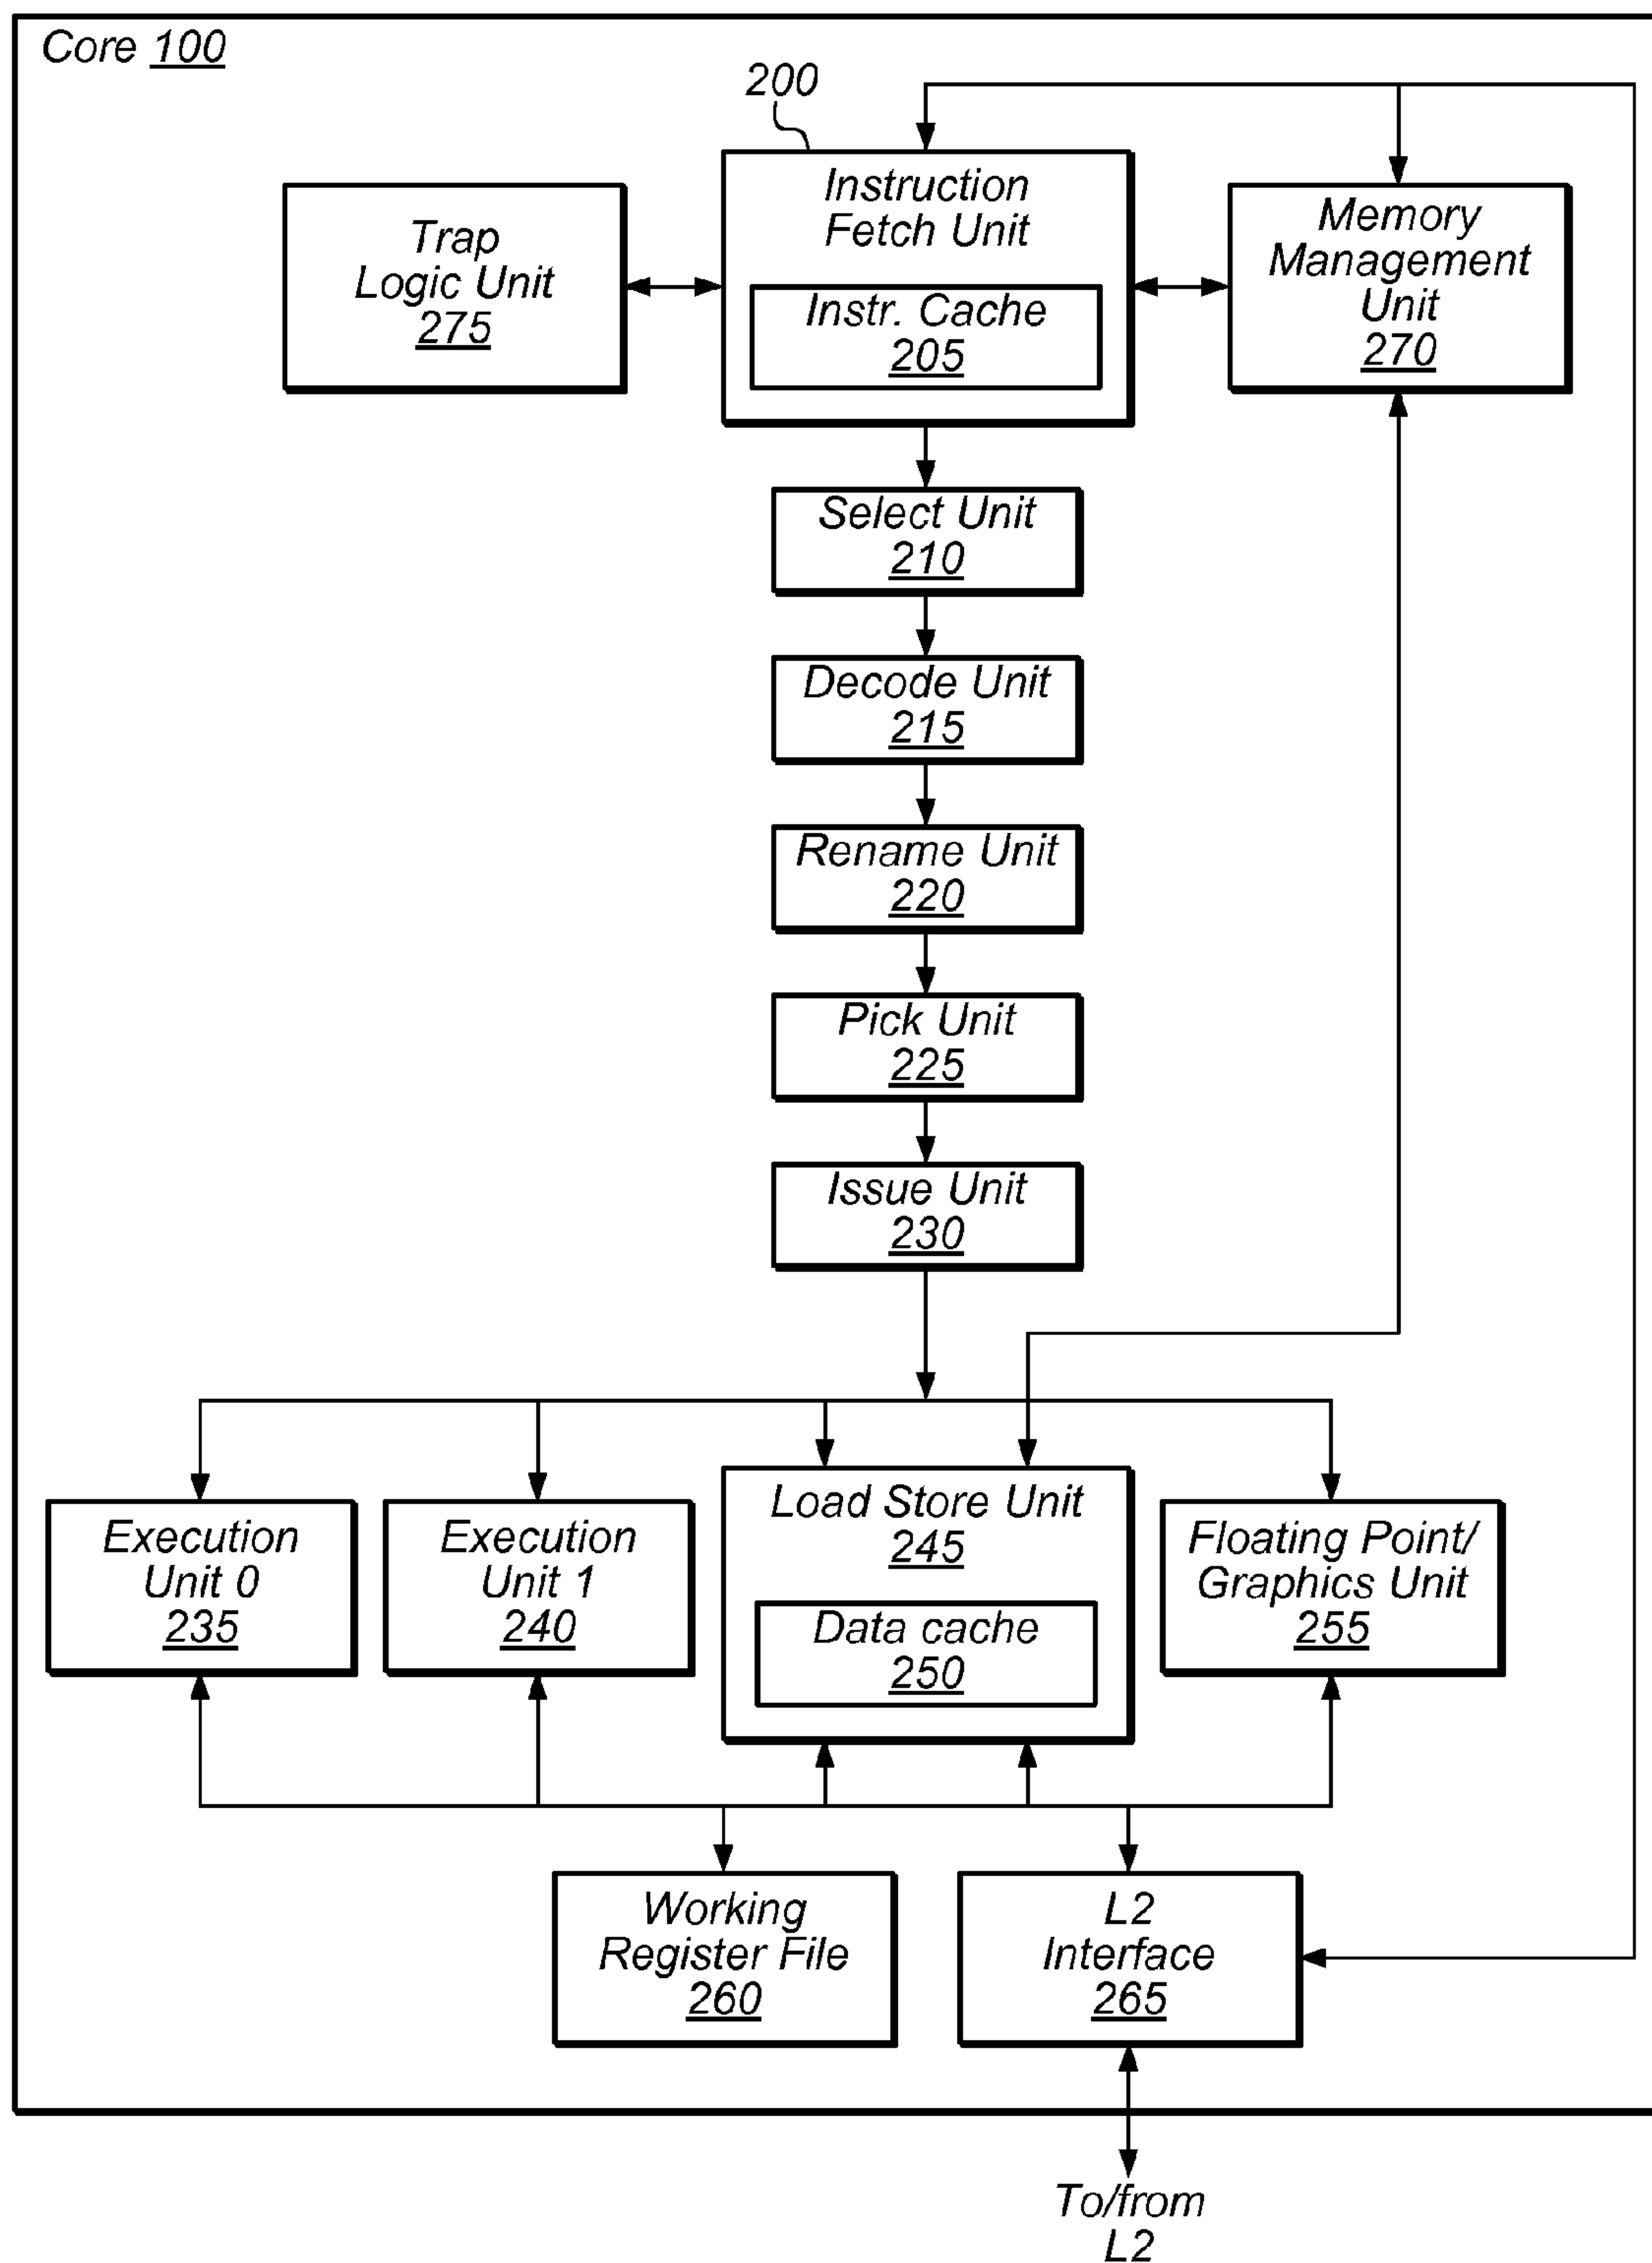 Core 100
200
Instruction
Fetch Unit
Instr. Cache
205
Trap
Logic Unit
275
Memory
Management
Unit
270
Select Unit
210
Decode Unit
215
Rename Unit
220
Pick Unit
225
Issue Unit
230
Execution
Unit 0
235
Execution
Unit 1
240
Load Store Unit
245
Data cache
250
Floating Point/
Graphics Unit
255
Working
Register File
260
L2
Interface
265
To/from
L2